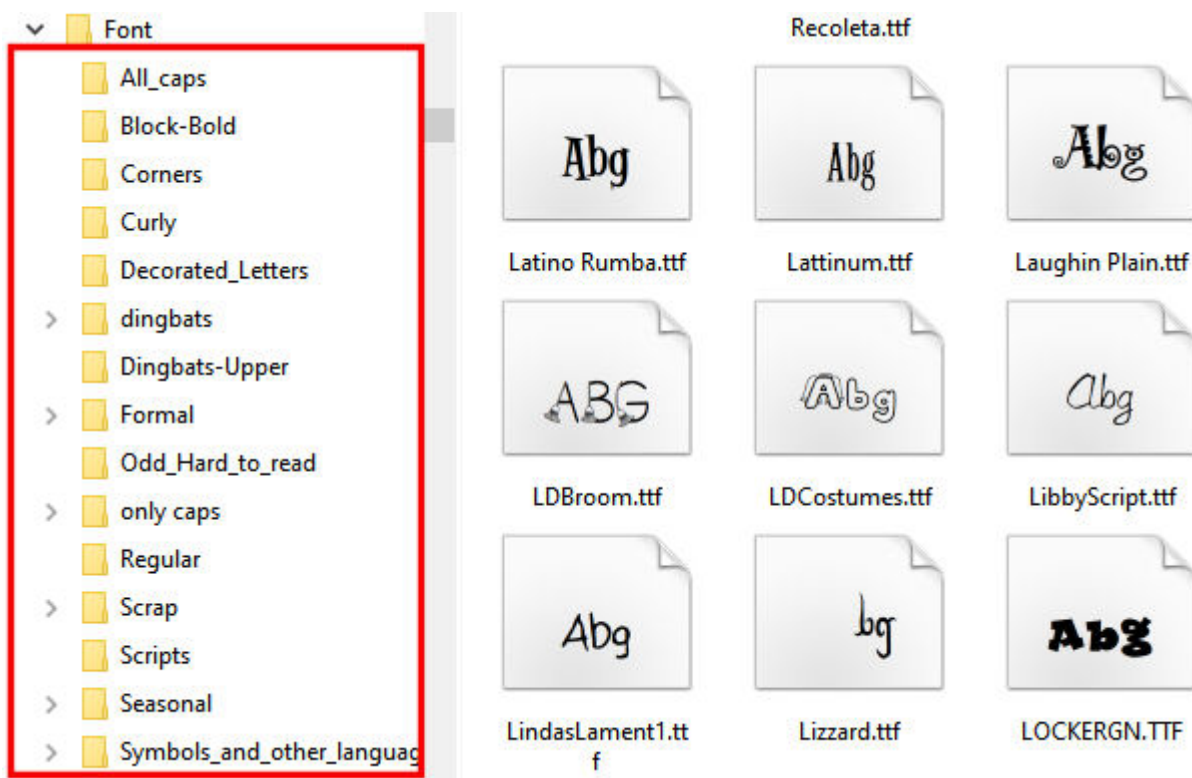 Font
All_caps
Block-Bold
Corners
Curly
Decorated_Letters
dingbats
Dingbats-Upper
Formal
Odd_Hard_to_read
only caps
Regular
Scrap
Scripts
Seasonal
Symbols_and_other_languag
Recoleta.ttf
Abg
Abg
Abg
Latino Rumba.ttf
Lattinum.ttf
Laughin Plain.ttf
ABG
Abg
Abg
LDBroom.ttf
LDCostumes.ttf
LibbyScript.ttf
Abg
bg
Abg
LindasLament1.tt
f
Lizzard.ttf
LOCKERGN.TTF